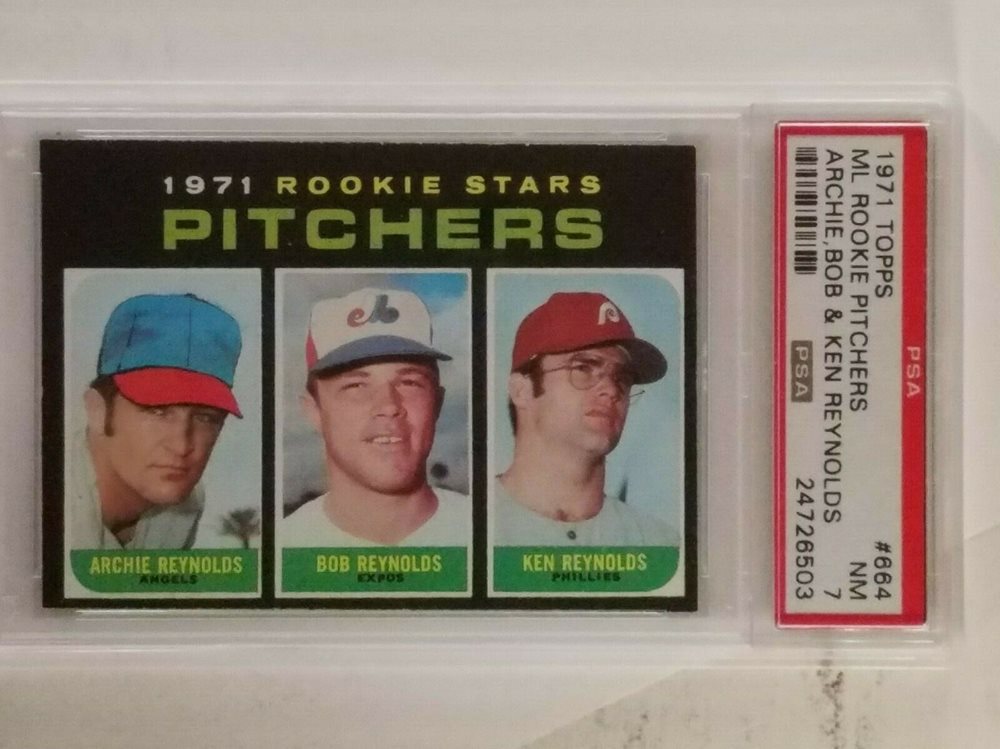 1971 ROOKIE STARS
PITCHERS
eb
P
ARCHIE REYNOLDS
ANGELS
BOB REYNOLDS
EXPOS
KEN REYNOLDS
PHILLIES
PSA
1971 TOPPS #664
ML ROOKIE PITCHERS NM
ARCHIE, BOB & KEN REYNOLDS 7
PSA 24726503